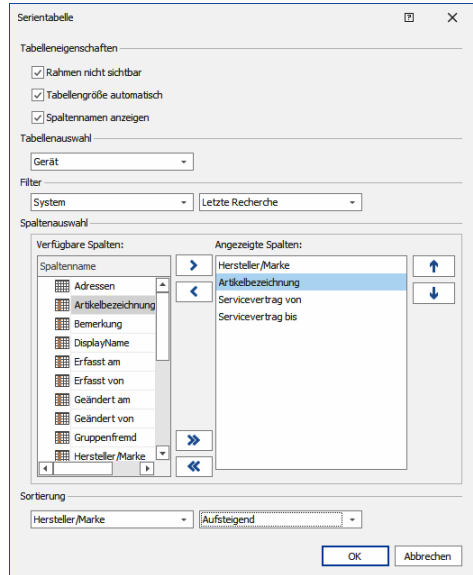 Serientabelle
Tabelleneigenschaften
Rahmen nicht sichtbar
Tabellengröße automatisch
Spaltennamen anzeigen
Tabellenauswahl
Gerät
Filter
System
Letzte Recherche
Spaltenauswahl
Verfügbare Spalten:
Spaltenname
Adressen
Artikelbezeichnung
Bemerkung
DisplayName
Erfasst am
Erfasst von
Geändert am
Geändert von
Gruppenfremd
Hersteller/Marke
Angezeigte Spalten:
Hersteller/Marke
Artikelbezeichnung
Servicevertrag von
Servicevertrag bis
Sortierung
Hersteller/Marke
Aufsteigend
OK
Abbrechen